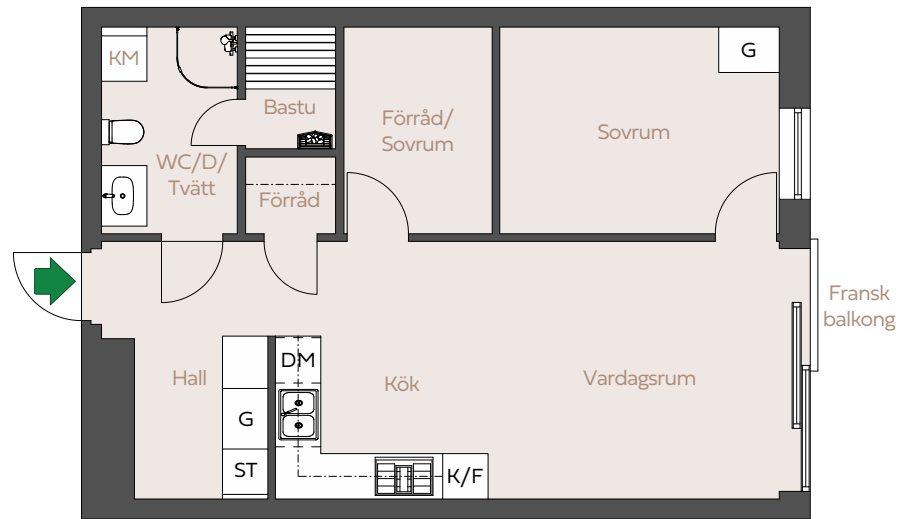 KM
G
Bastu
Förråd/
Sovrum
Sovrum
WC/D/
Tvätt
Förråd
Fransk
balkong
DM
Hall
Kök
Vardagsrum
G
ST
K/F